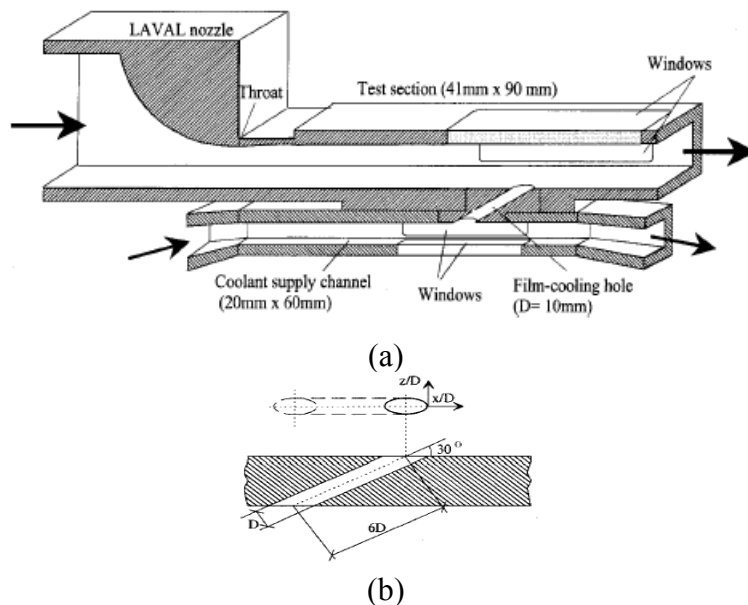 LAVAL nozzle
Throat
Test section (41mm x 90 mm)
Windows
Coolant supply channel
(20mm x 60mm)
Windows
Film-cooling hole
(D= 10mm)
(a)
z/D
x/D
30 °
D
6D
(b)